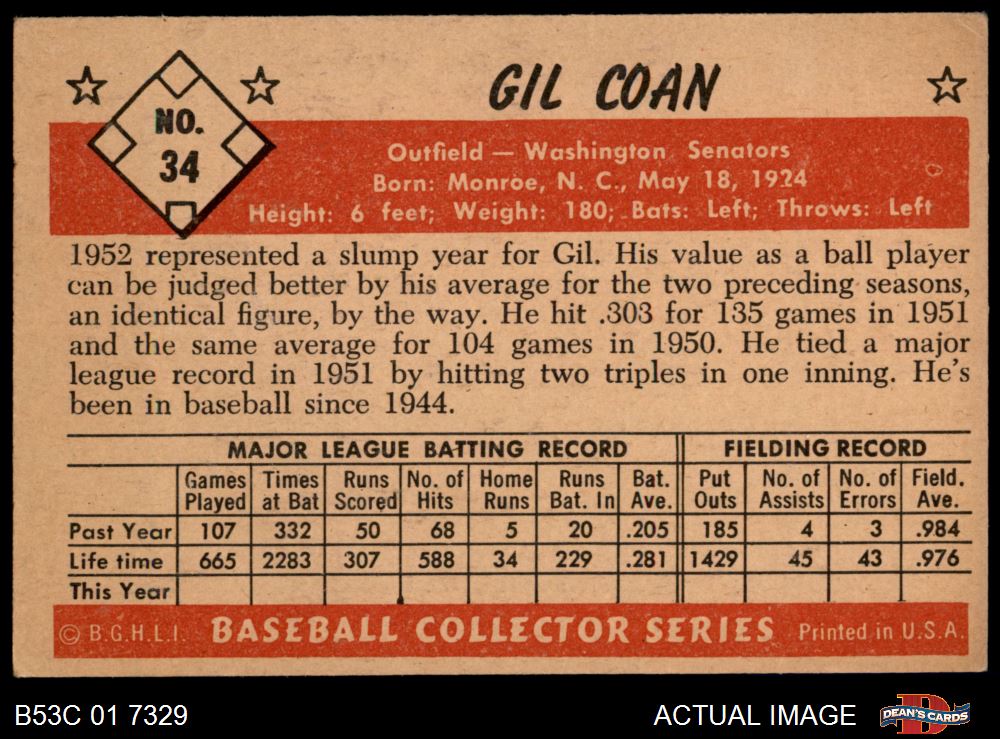 GIL COAN
NO.
34
Outfield — Washington Senators
Born: Monroe, N. C., May 18, 1924
Height: 6 feet; Weight: 180; Bats: Left; Throws: Left
1952 represented a slump year for Gil. His value as a ball player
can be judged better by his average for the two preceding seasons,
an identical figure, by the way. He hit .303 for 135 games in 1951
and the same average for 104 games in 1950. He tied a major
league record in 1951 by hitting two triples in one inning. He's
been in baseball since 1944.
MAJOR LEAGUE BATTING RECORD FIELDING RECORD
Games Times Runs No. of Home Runs Bat. Put No. of No. of Field.
Played at Bat Scored Hits Runs Bat. In Ave. Outs Assists Errors Ave.
Past Year 107 332 50 68 5 20 .205 185 4 3 .984
Life time 665 2283 307 588 34 229 .281 1429 45 43 .976
This Year
© B.G.H.L.I. BASEBALL COLLECTOR SERIES Printed in U.S.A.
B53C 01 7329 ACTUAL IMAGE DEAN'S CARDS